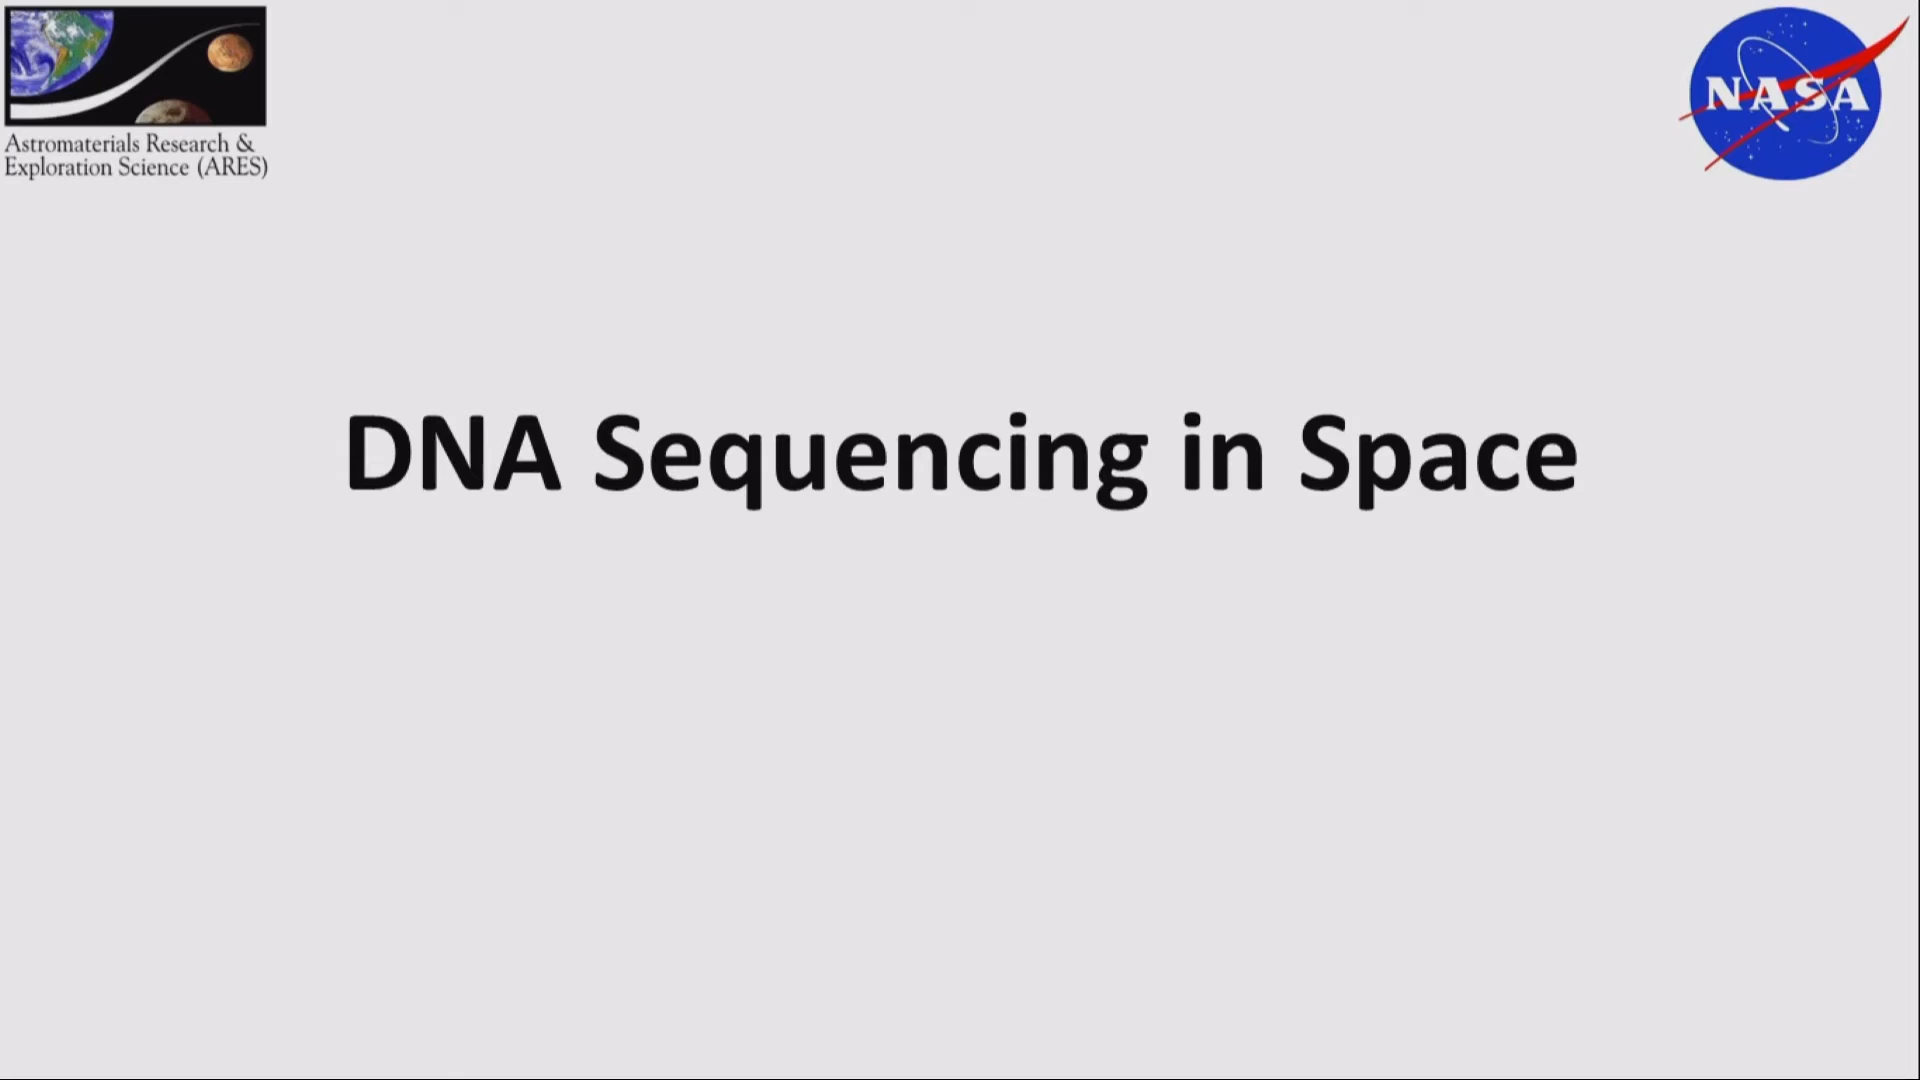 Astromaterials Research &
Exploration Science (ARES)
NASA
DNA Sequencing in Space